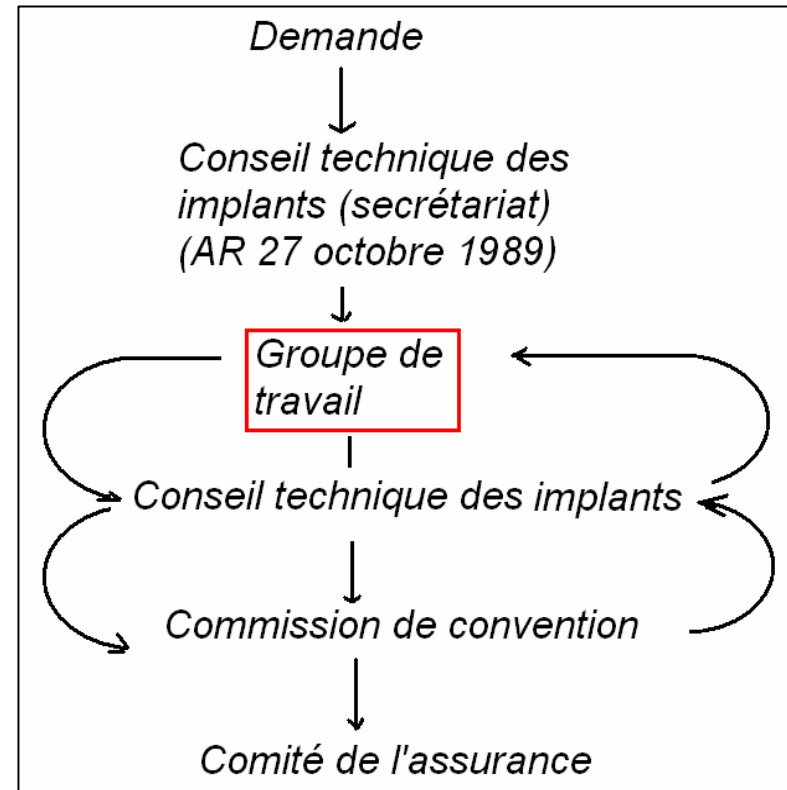 Demande
Conseil technique des
implants (secrétariat)
(AR 27 octobre 1989)
Groupe de
travail
Conseil technique des implants
Commission de convention
Comité de l'assurance